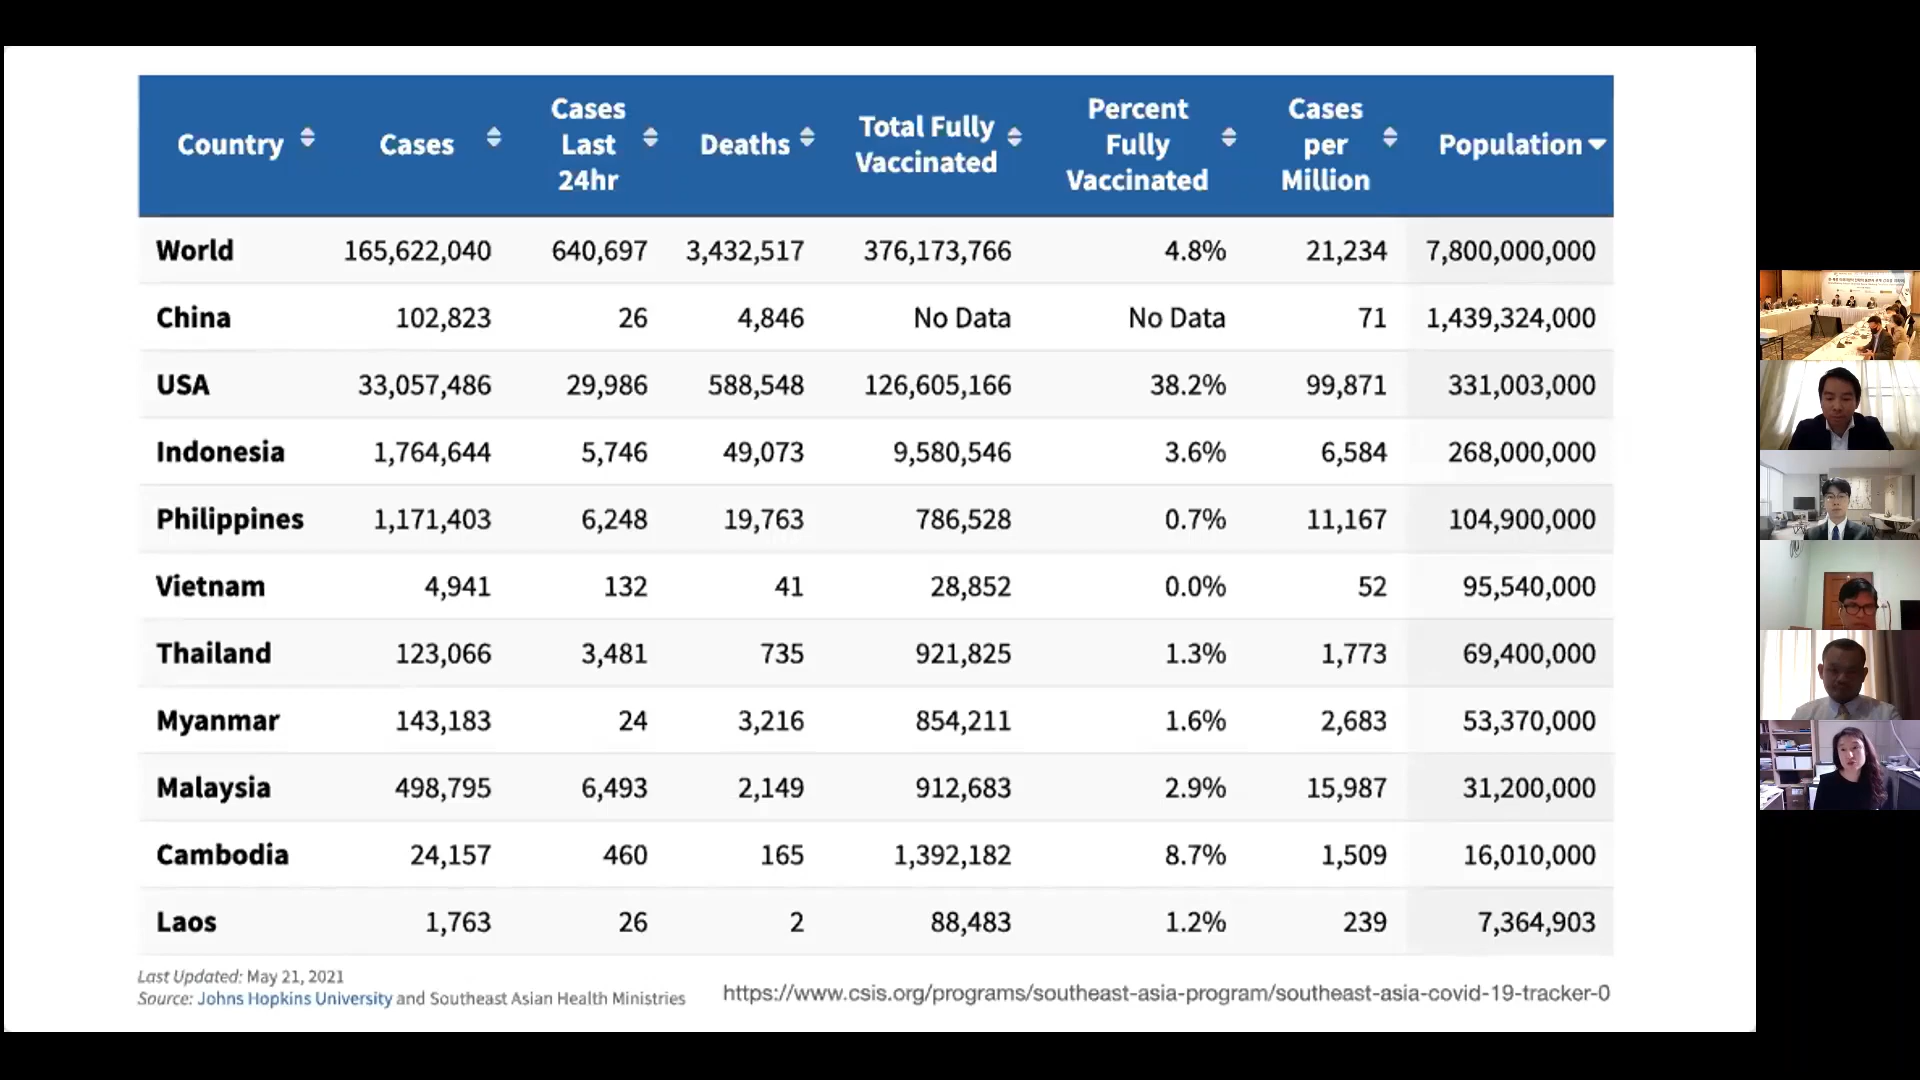 Country Cases Cases Last 24hr Deaths Total Fully Vaccinated Percent Fully Vaccinated Cases per Million Population
World 165,622,040 640,697 3,432,517 376,173,766 4.8% 21,234 7,800,000,000
China 102,823 26 4,846 No Data No Data 71 1,439,324,000
USA 33,057,486 29,986 588,548 126,605,166 38.2% 99,871 331,003,000
Indonesia 1,764,644 5,746 49,073 9,580,546 3.6% 6,584 268,000,000
Philippines 1,171,403 6,248 19,763 786,528 0.7% 11,167 104,900,000
Vietnam 4,941 132 41 28,852 0.0% 52 95,540,000
Thailand 123,066 3,481 735 921,825 1.3% 1,773 69,400,000
Myanmar 143,183 24 3,216 854,211 1.6% 2,683 53,370,000
Malaysia 498,795 6,493 2,149 912,683 2.9% 15,987 31,200,000
Cambodia 24,157 460 165 1,392,182 8.7% 1,509 16,010,000
Laos 1,763 26 2 88,483 1.2% 239 7,364,903
Last Updated: May 21, 2021
Source: Johns Hopkins University and Southeast Asian Health Ministries
https://www.csis.org/programs/southeast-asia-program/southeast-asia-covid-19-tracker-0